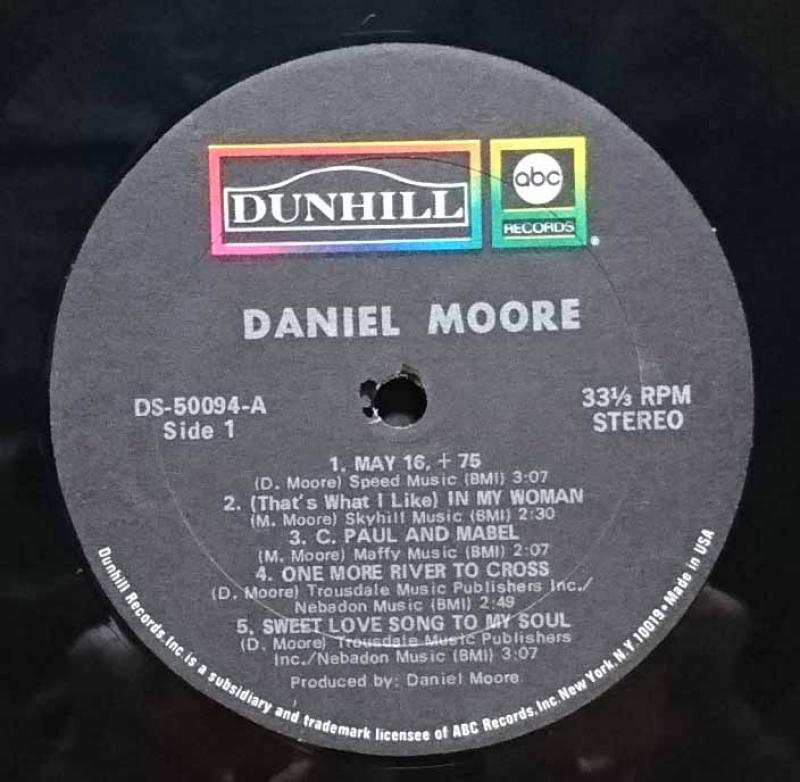 DUNHILL
abc
RECORDS
®
DANIEL MOORE
DS-50094-A
Side 1
33⅓ RPM
STEREO
1. MAY 16, + 75
(D. Moore) Speed Music (BMI) 3:07
2. (That's What I Like) IN MY WOMAN
(M. Moore) Skyhill Music (BMI) 2:30
3. C. PAUL AND MABEL
(M. Moore) Maffy Music (BMI) 2:07
4. ONE MORE RIVER TO CROSS
(D. Moore) Trousdale Music Publishers Inc./
Nebadon Music (BMI) 2:49
5. SWEET LOVE SONG TO MY SOUL
(D. Moore) Trousdale Music Publishers
Inc./Nebadon Music (BMI) 3:07
Produced by: Daniel Moore
Dunhill Records, Inc. is a subsidiary and trademark licensee of ABC Records, Inc. New York, N.Y. 10019 • Made in USA